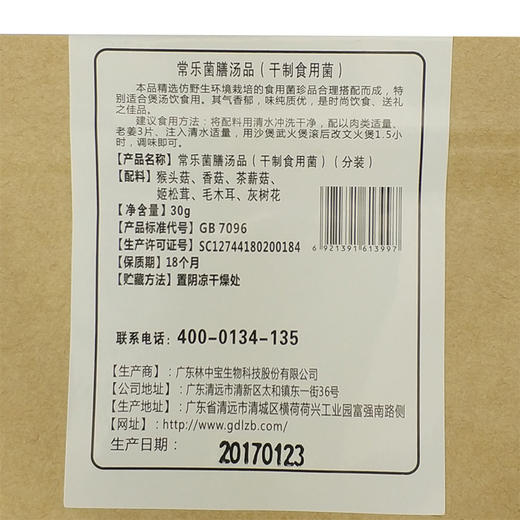 常乐菌膳汤品（干制食用菌）
本品精选仿野生环境栽培的食用菌珍品合理搭配而成，特
别适合煲汤饮食用。其气香郁，味纯质优，是时尚饮食、送礼
之佳品。
建议食用方法：将配料用清水冲洗干净，配以肉类适量、
老姜3片、注入清水适量，用沙煲武火煲滚后改文火煲1.5小
时，调味即可。
【产品名称】常乐菌膳汤品（干制食用菌）（分装）
【配料】猴头菇、香菇、茶薪菇、
姬松茸、毛木耳、灰树花
【净含量】30g
【产品标准代号】GB 7096
【生产许可证号】SC12744180200184
【保质期】18个月
【贮藏方法】置阴凉干燥处
6 921391 613997
联系电话：400-0134-135
【生产商】：广东林中宝生物科技股份有限公司
【公司地址】：广东清远市清新区太和镇东一街36号
【产地】：广东省清远市清城区横荷荷兴工业园富强南路侧
【网址】：http://www.gdlzb.com
生产日期：20170123